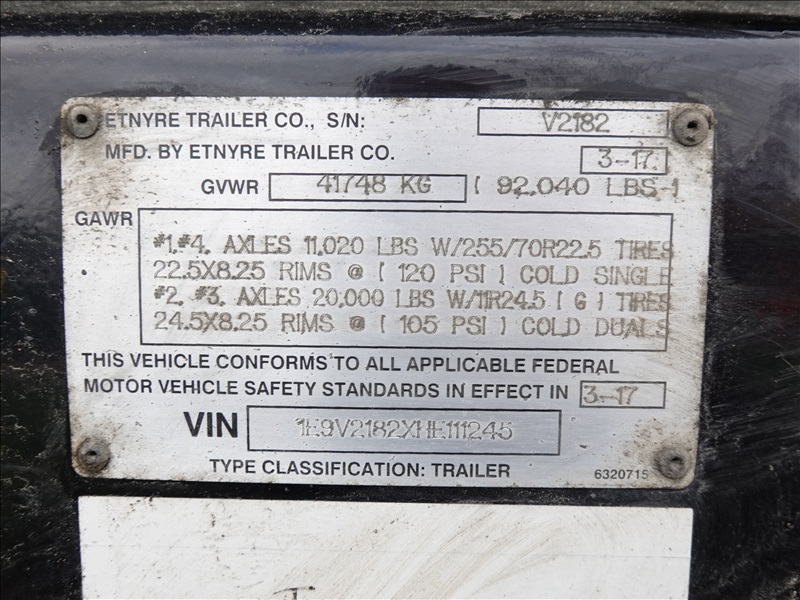 ETNYRE TRAILER CO., S/N: V2182
MFD. BY ETNYRE TRAILER CO. 3-17
GVWR 41748 KG ( 92,040 LBS )
GAWR
#1,#4, AXLES 11,020 LBS W/255/70R22.5 TIRES
22.5X8.25 RIMS @ ( 120 PSI ) COLD SINGLE
#2, #3, AXLES 20,000 LBS W/11R24.5 ( G ) TIRES
24.5X8.25 RIMS @ ( 105 PSI ) COLD DUALS
THIS VEHICLE CONFORMS TO ALL APPLICABLE FEDERAL
MOTOR VEHICLE SAFETY STANDARDS IN EFFECT IN 3-17
VIN 1E9V2182XHE111245
TYPE CLASSIFICATION: TRAILER 6320715